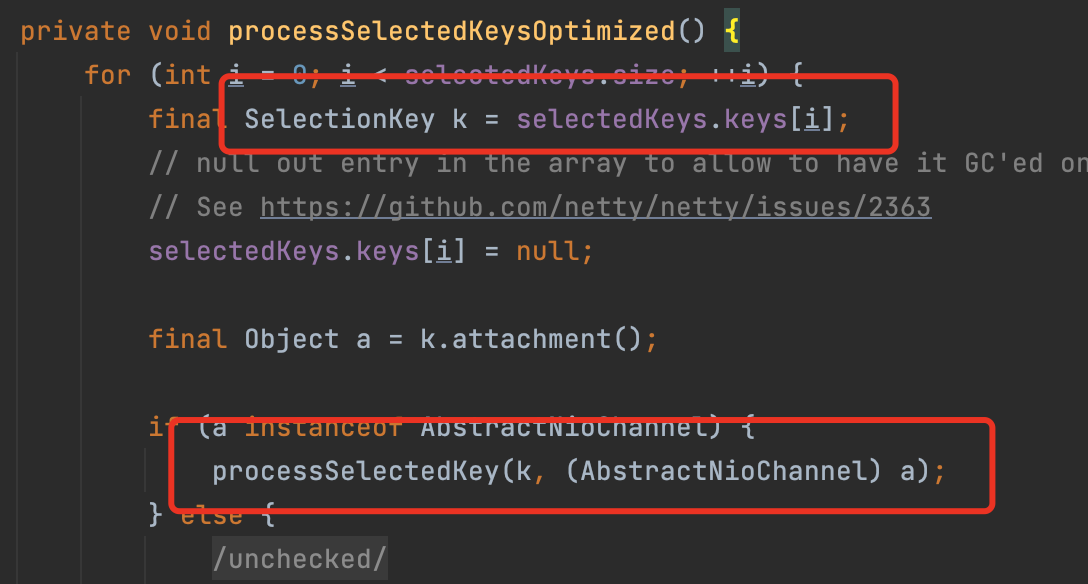 private void processSelectedKeysOptimized() {
for (int i = 0; i < selectedKeys.size; ++i) {
final SelectionKey k = selectedKeys.keys[i];
// null out entry in the array to allow to have it GC'ed on
// See https://github.com/netty/netty/issues/2363
selectedKeys.keys[i] = null;
final Object a = k.attachment();
if (a instanceof AbstractNioChannel) {
processSelectedKey(k, (AbstractNioChannel) a);
} else {
/unchecked/